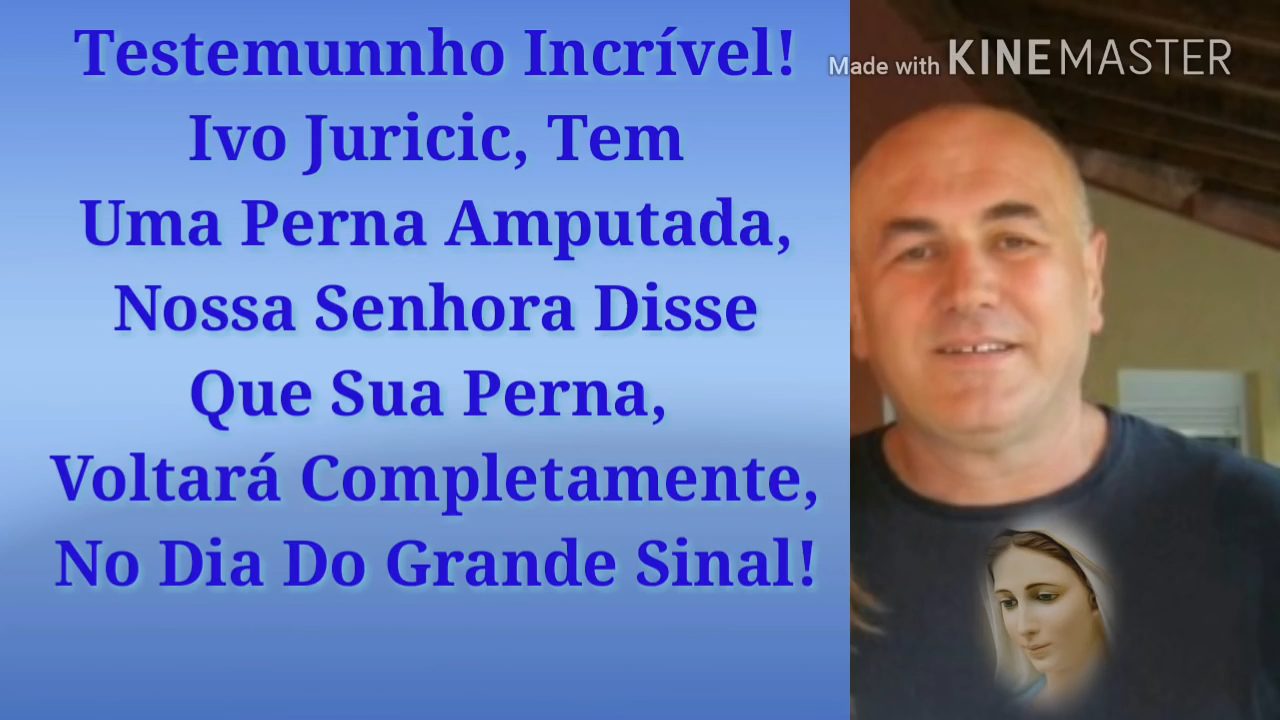 Testemunnho Incrível!
Ivo Juricic, Tem
Uma Perna Amputada,
Nossa Senhora Disse
Que Sua Perna,
Voltará Completamente,
No Dia Do Grande Sinal!
Made with KINEMASTER